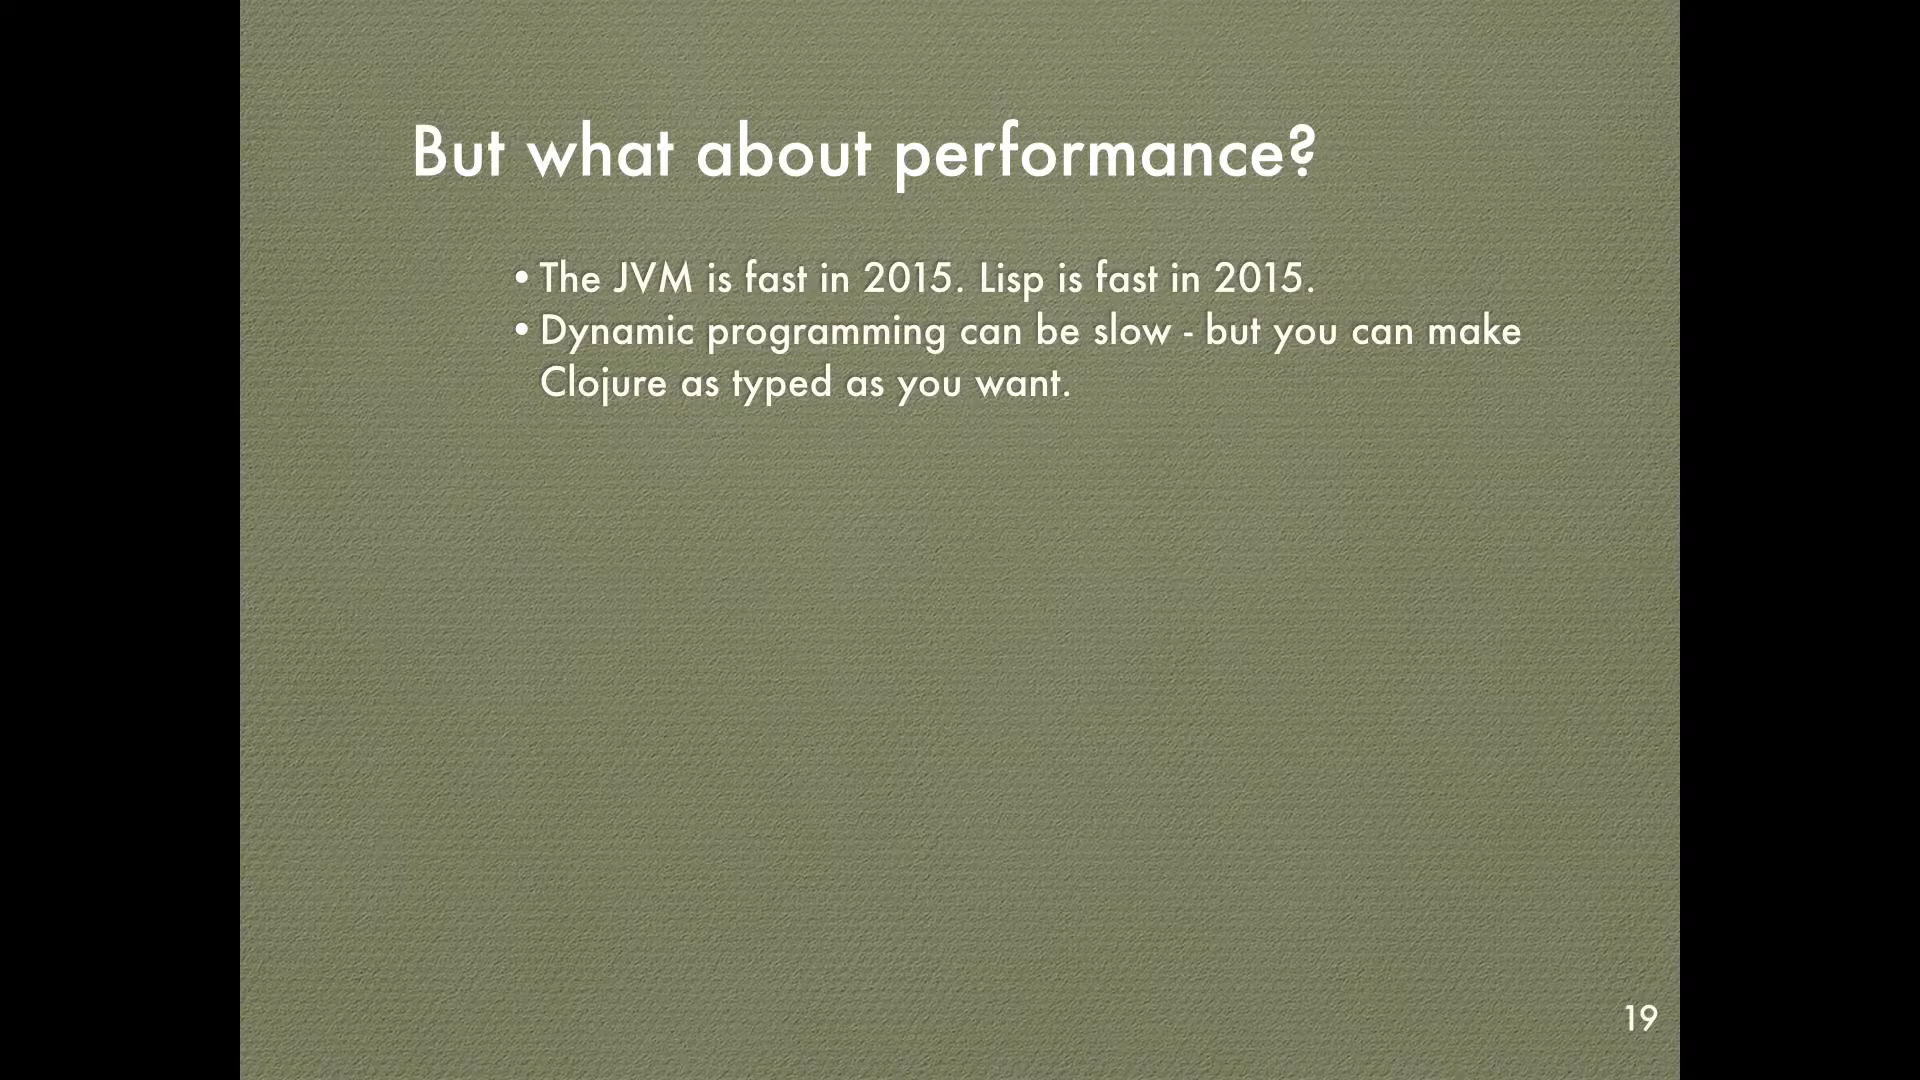 But what about performance?
•The JVM is fast in 2015. Lisp is fast in 2015.
•Dynamic programming can be slow - but you can make
Clojure as typed as you want.
19